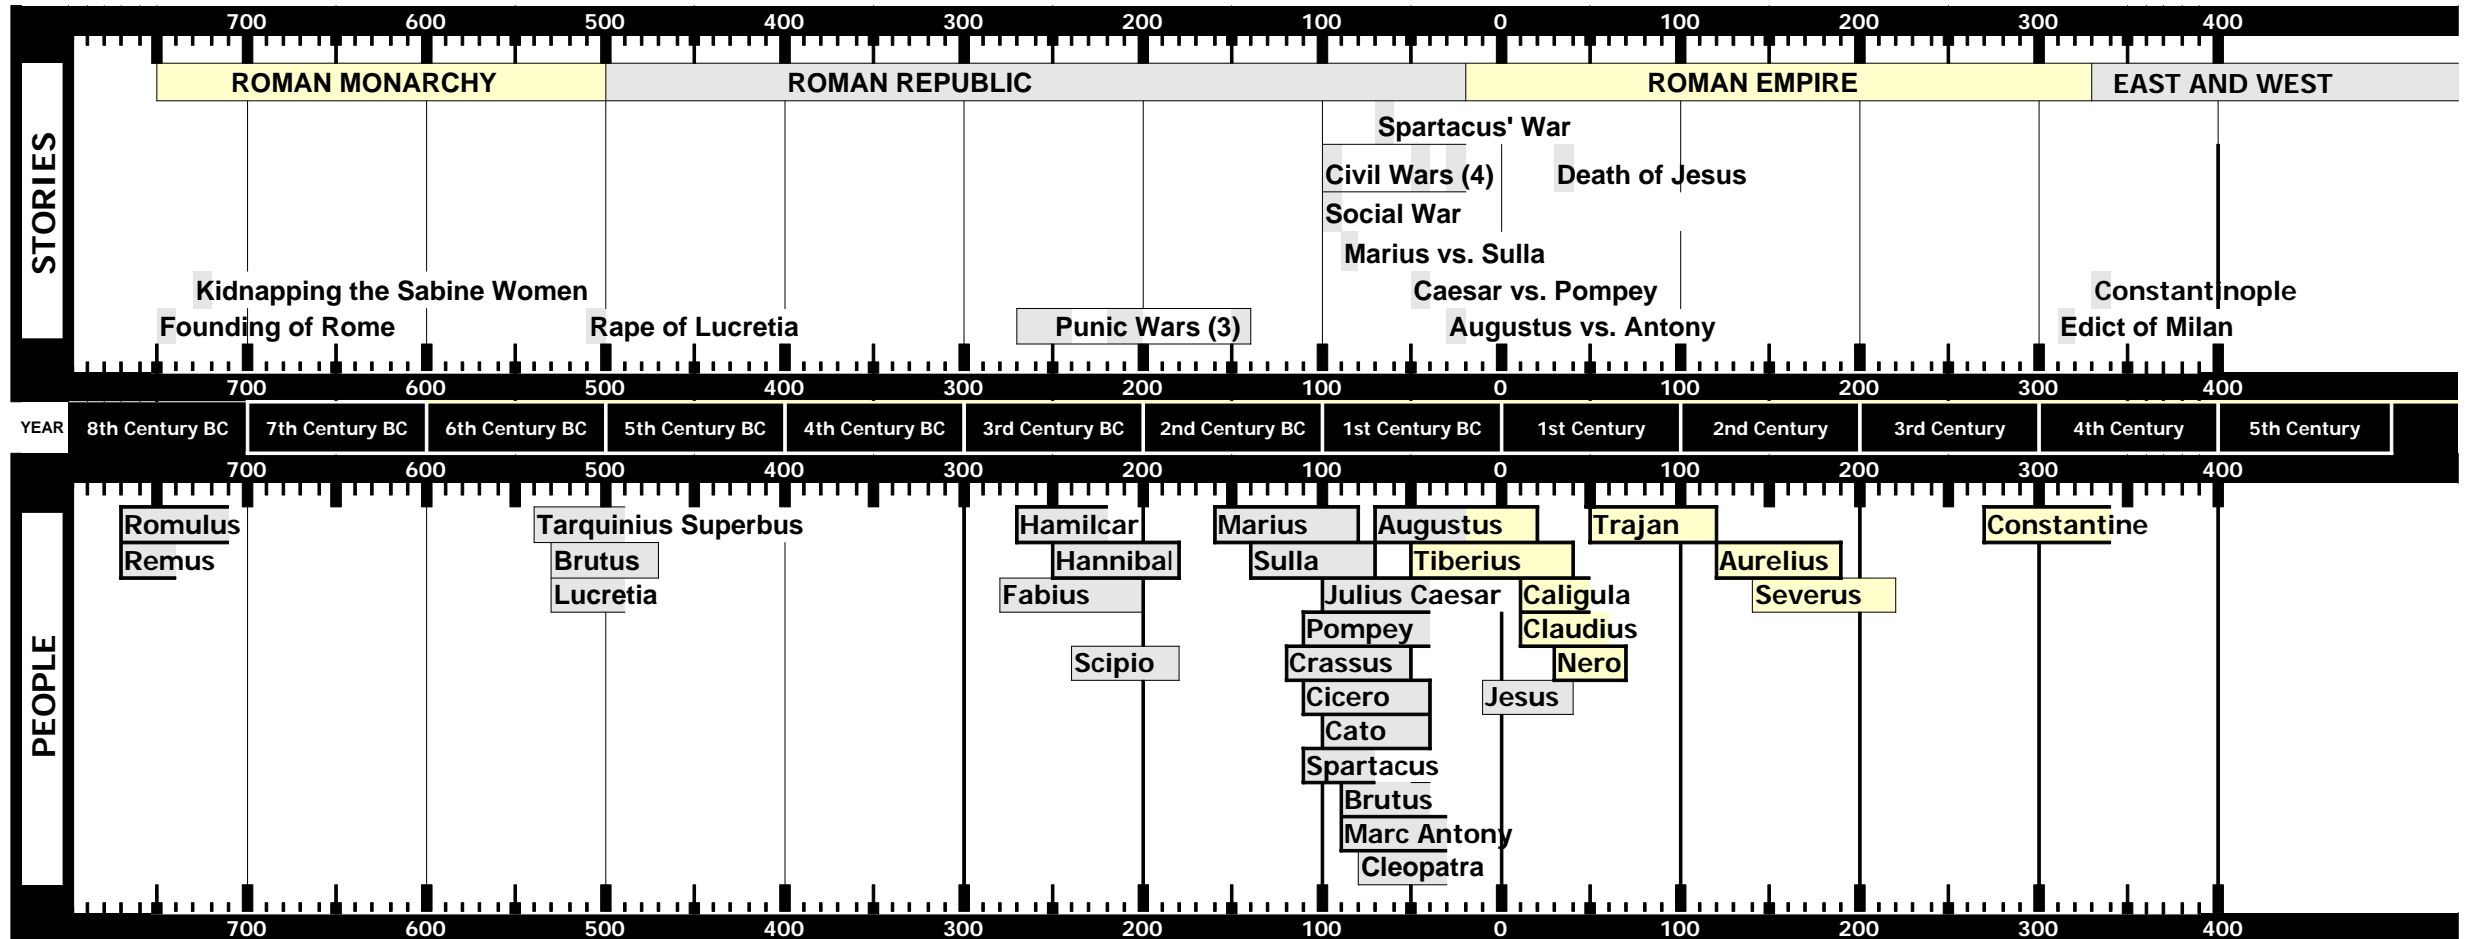 700 600 500 400 300 200 100 0 100 200 300 400
ROMAN MONARCHY ROMAN REPUBLIC ROMAN EMPIRE EAST AND WEST
STORIES
Spartacus' War
Civil Wars (4) Death of Jesus
Social War
Marius vs. Sulla
Kidnapping the Sabine Women Caesar vs. Pompey Constantinople
Founding of Rome Rape of Lucretia Punic Wars (3) Augustus vs. Antony Edict of Milan
700 600 500 400 300 200 100 0 100 200 300 400
YEAR 8th Century BC 7th Century BC 6th Century BC 5th Century BC 4th Century BC 3rd Century BC 2nd Century BC 1st Century BC 1st Century 2nd Century 3rd Century 4th Century 5th Century
700 600 500 400 300 200 100 0 100 200 300 400
PEOPLE
Romulus Tarquinius Superbus Hamilcar Marius Augustus Trajan Constantine
Remus Brutus Hannibal Sulla Tiberius Aurelius
Lucretia Fabius Julius Caesar Caligula Severus
Pompey Claudius
Scipio Crassus Nero
Cicero Jesus
Cato
Spartacus
Brutus
Marc Antony
Cleopatra
700 600 500 400 300 200 100 0 100 200 300 400